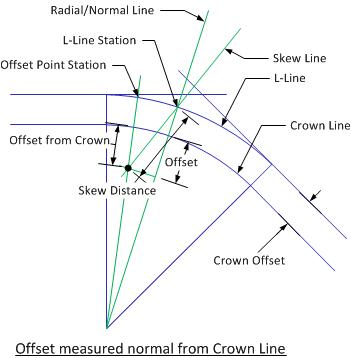 Radial/Normal Line
L-Line Station
Skew Line
Offset Point Station
L-Line
Crown Line
Offset from Crown
Offset
Skew Distance
Crown Offset
Offset measured normal from Crown Line